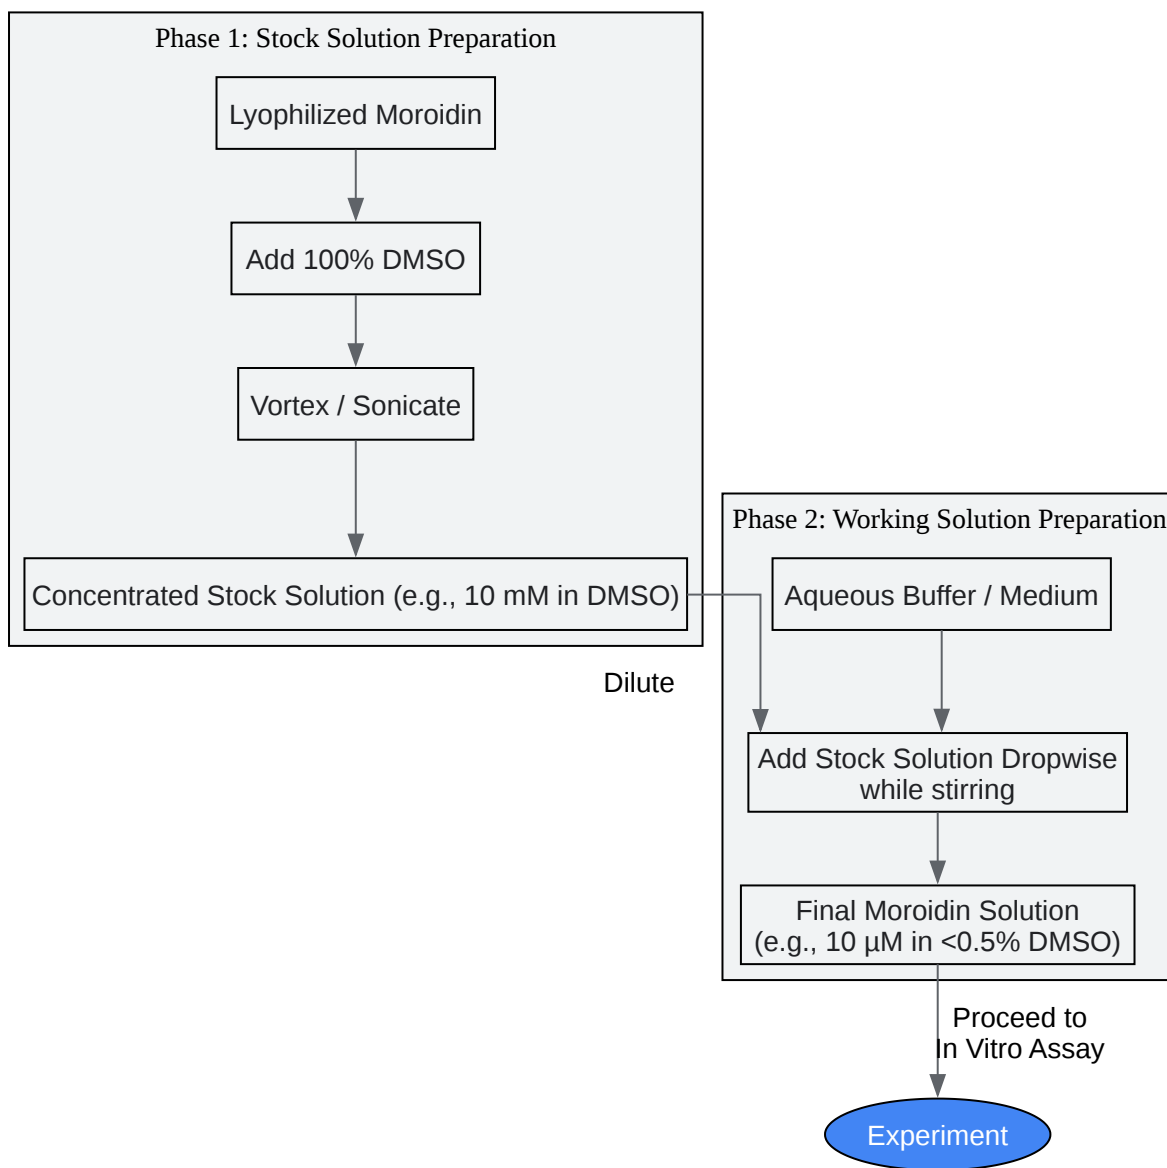 Phase 1: Stock Solution Preparation
Lyophilized Moroidin
Add 100% DMSO
Vortex / Sonicate
Concentrated Stock Solution (e.g., 10 mM in DMSO)
Dilute
Phase 2: Working Solution Preparation
Aqueous Buffer / Medium
Add Stock Solution Dropwise
while stirring
Final Moroidin Solution
(e.g., 10 µM in <0.5% DMSO)
Proceed to
In Vitro Assay
Experiment